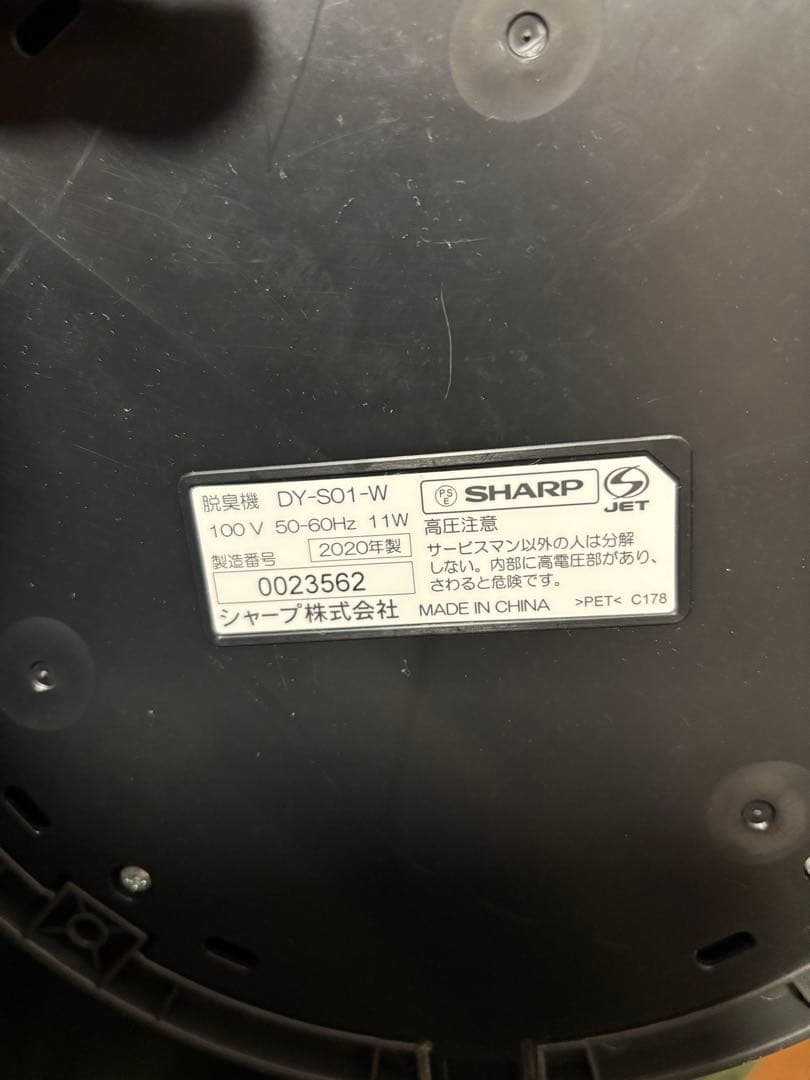 脱臭機 DY-S01-W
100V 50-60Hz 11W
製造番号 2020年製
0023562
シャープ株式会社
PSE SHARP JET
高圧注意
サービスマン以外の人は分解
しない。内部に高電圧部があり、
さわると危険です。
MADE IN CHINA >PET< C178